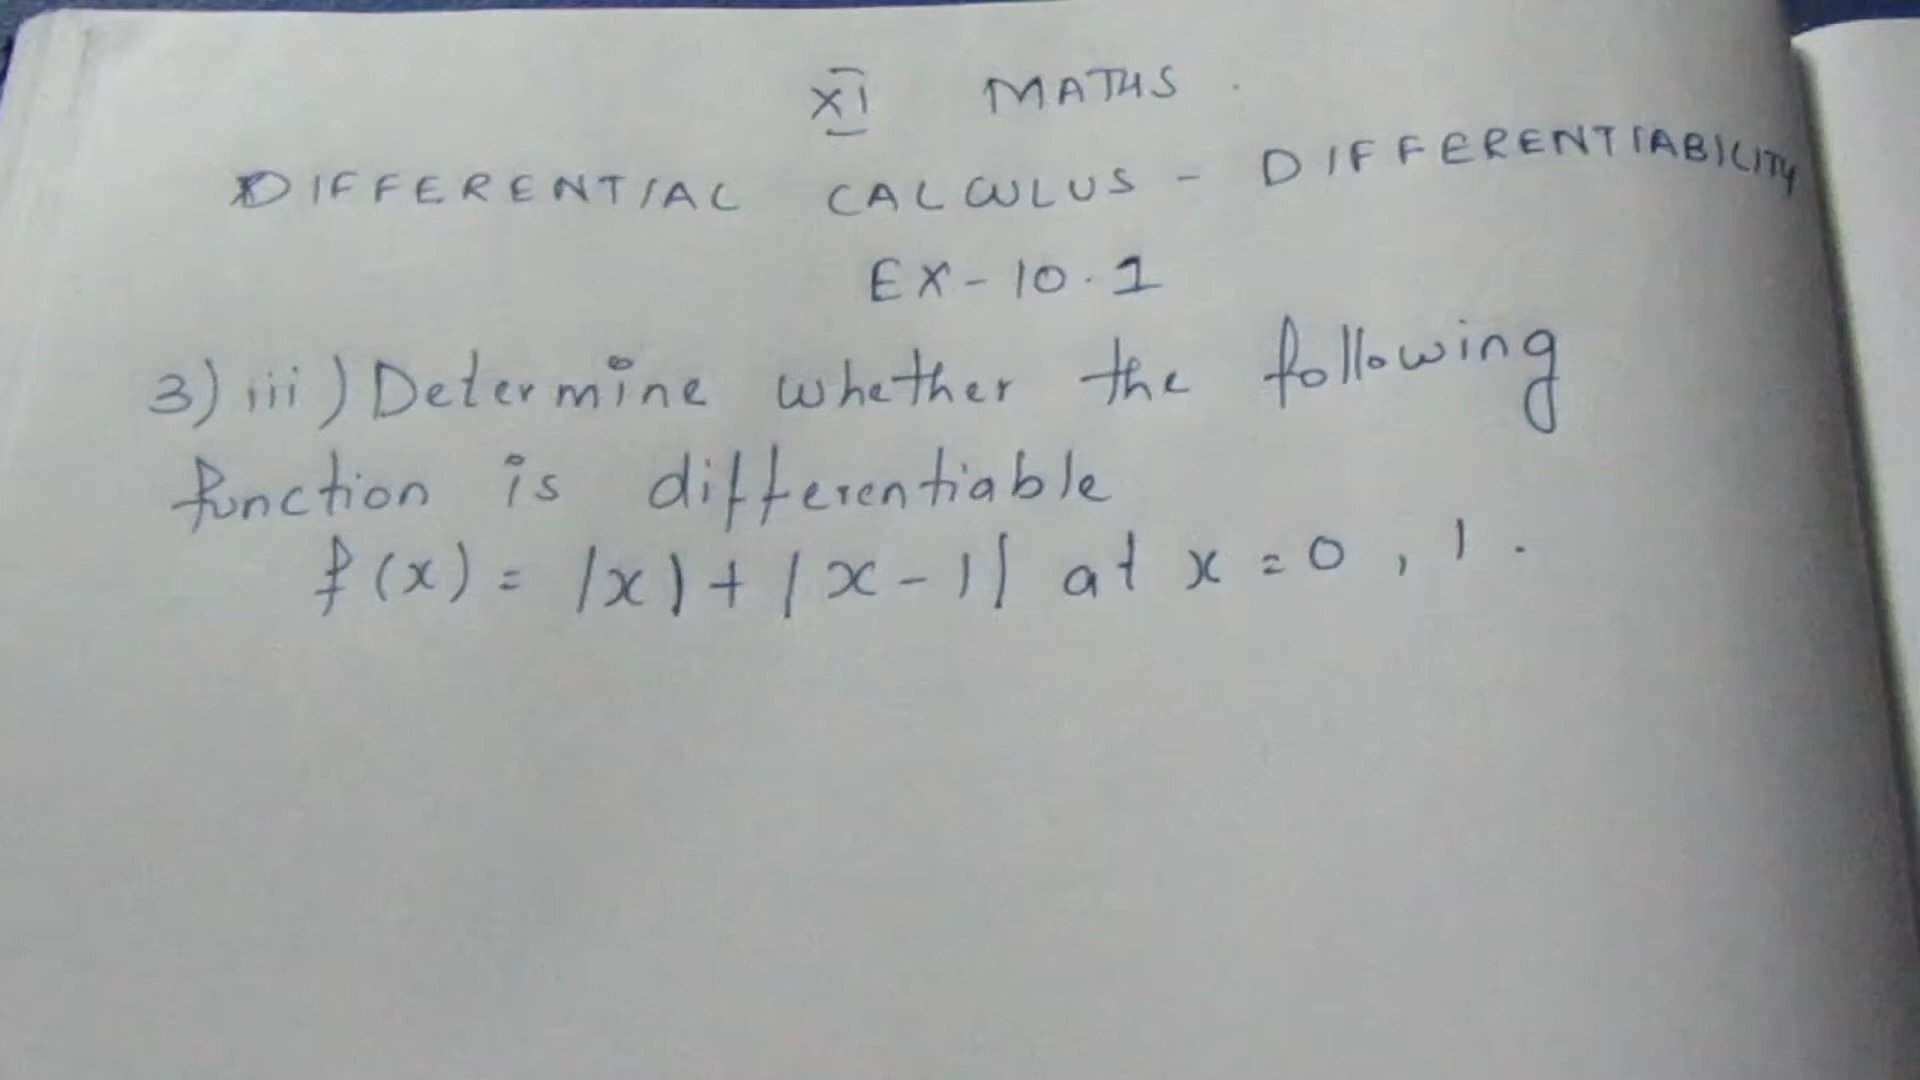 XI MATHS.
DIFFERENTIAL CALCULUS - DIFFERENTIABILITY
EX-10.1
3) iii) Determine whether the following
function is differentiable
f(x) = |x| + |x-1| at x = 0, 1.